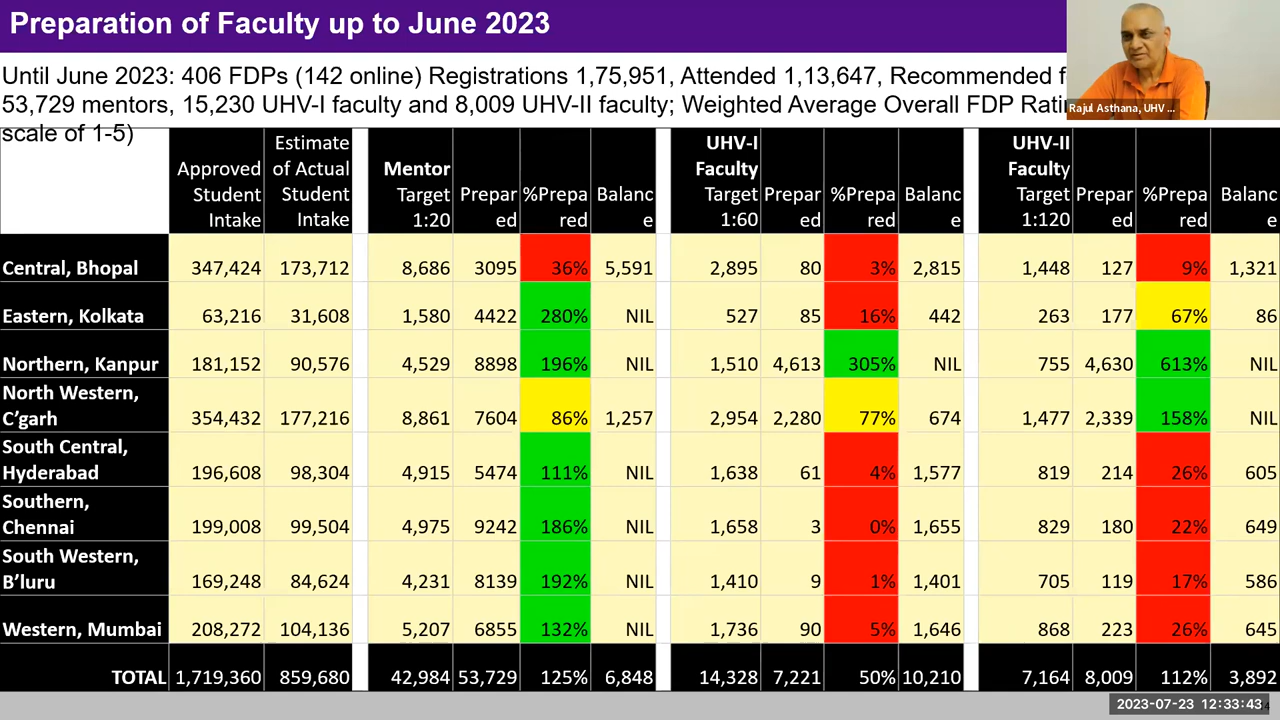 Preparation of Faculty up to June 2023
Until June 2023: 406 FDPs (142 online) Registrations 1,75,951, Attended 1,13,647, Recommended
53,729 mentors, 15,230 UHV-I faculty and 8,009 UHV-II faculty; Weighted Average Overall FDP
scale of 1-5)
Rajul Asthana, UHV ...
Approved Student Intake Estimate of Actual Student Intake Mentor Target 1:20 Prepared %Prepared Balance UHV-I Faculty Target 1:60 Prepared %Prepared Balance UHV-II Faculty Target 1:120 Prepared %Prepared Balance
Central, Bhopal 347,424 173,712 8,686 3095 36% 5,591 2,895 80 3% 2,815 1,448 127 9% 1,321
Eastern, Kolkata 63,216 31,608 1,580 4422 280% NIL 527 85 16% 442 263 177 67% 86
Northern, Kanpur 181,152 90,576 4,529 8898 196% NIL 1,510 4,613 305% NIL 755 4,630 613% NIL
North Western,
C'garh 354,432 177,216 8,861 7604 86% 1,257 2,954 2,280 77% 674 1,477 2,339 158% NIL
South Central,
Hyderabad 196,608 98,304 4,915 5474 111% NIL 1,638 61 4% 1,577 819 214 26% 605
Southern,
Chennai 199,008 99,504 4,975 9242 186% NIL 1,658 3 0% 1,655 829 180 22% 649
South Western,
B'luru 169,248 84,624 4,231 8139 192% NIL 1,410 9 1% 1,401 705 119 17% 586
Western, Mumbai 208,272 104,136 5,207 6855 132% NIL 1,736 90 5% 1,646 868 223 26% 645
TOTAL 1,719,360 859,680 42,984 53,729 125% 6,848 14,328 7,221 50% 10,210 7,164 8,009 112% 3,892
2023-07-23 12:33:43